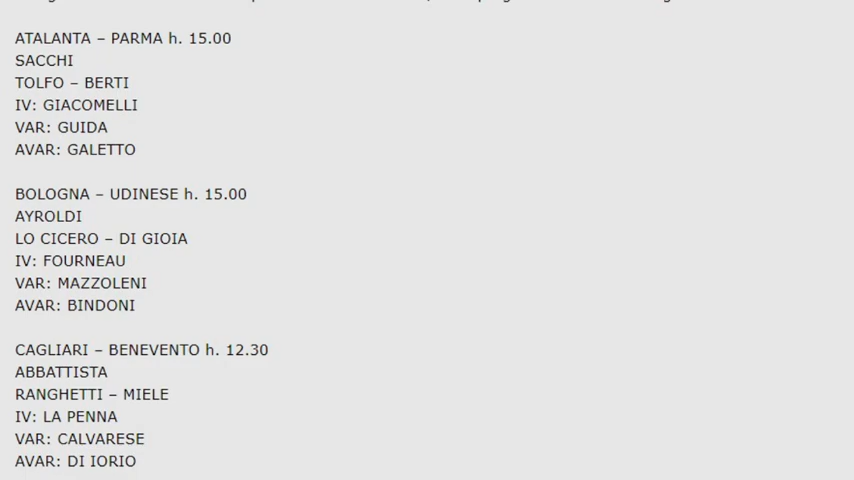 ATALANTA – PARMA h. 15.00
SACCHI
TOLFO – BERTI
IV: GIACOMELLI
VAR: GUIDA
AVAR: GALETTO
BOLOGNA – UDINESE h. 15.00
AYROLDI
LO CICERO – DI GIOIA
IV: FOURNEAU
VAR: MAZZOLENI
AVAR: BINDONI
CAGLIARI – BENEVENTO h. 12.30
ABBATTISTA
RANGHETTI – MIELE
IV: LA PENNA
VAR: CALVARESE
AVAR: DI IORIO